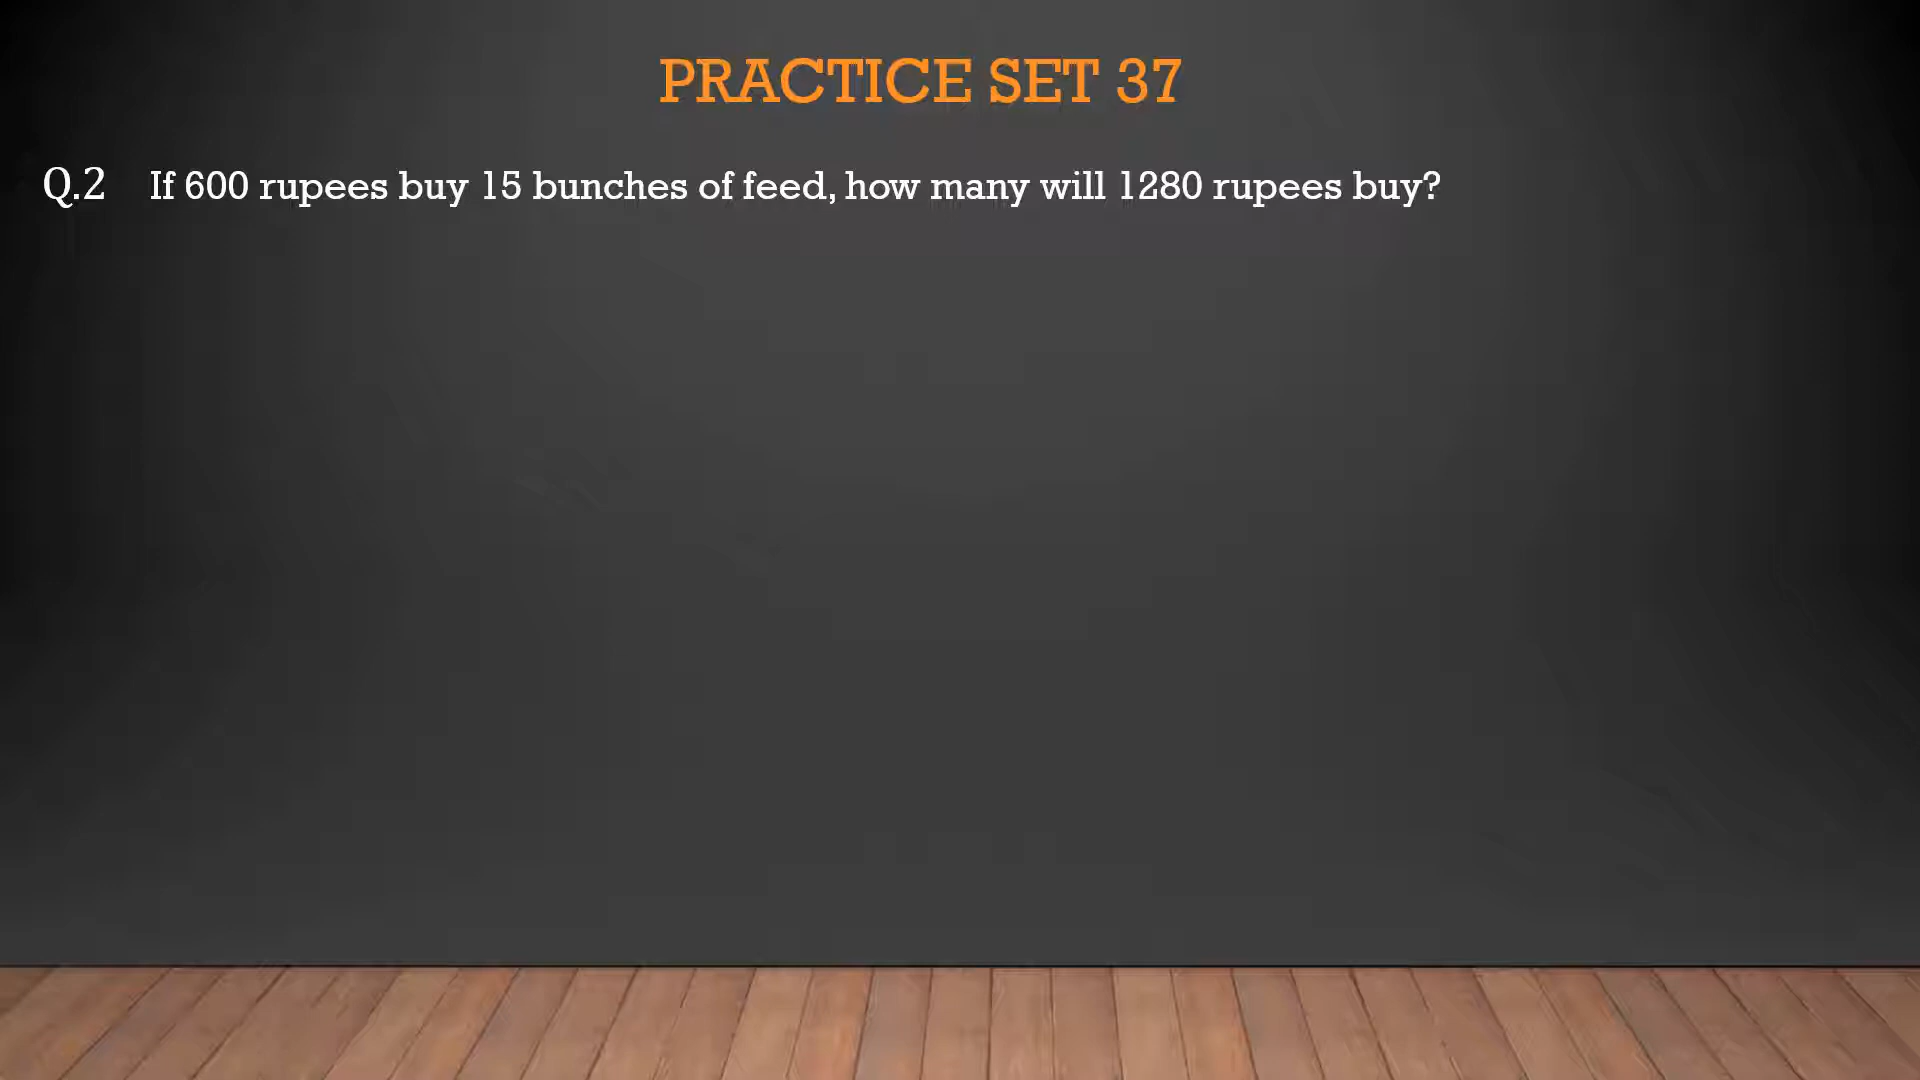 PRACTICE SET 37
Q.2 If 600 rupees buy 15 bunches of feed, how many will 1280 rupees buy?